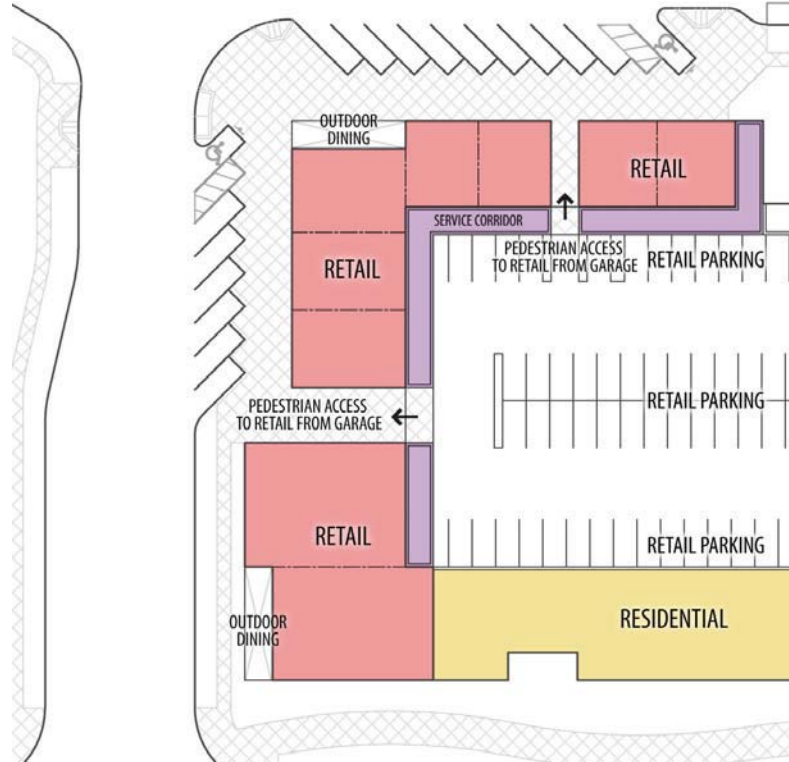 OUTDOOR
DINING
RETAIL
SERVICE CORRIDOR
PEDESTRIAN ACCESS
TO RETAIL FROM GARAGE
RETAIL PARKING
RETAIL
RETAIL PARKING
PEDESTRIAN ACCESS
TO RETAIL FROM GARAGE
RETAIL
RETAIL PARKING
OUTDOOR
DINING
RESIDENTIAL